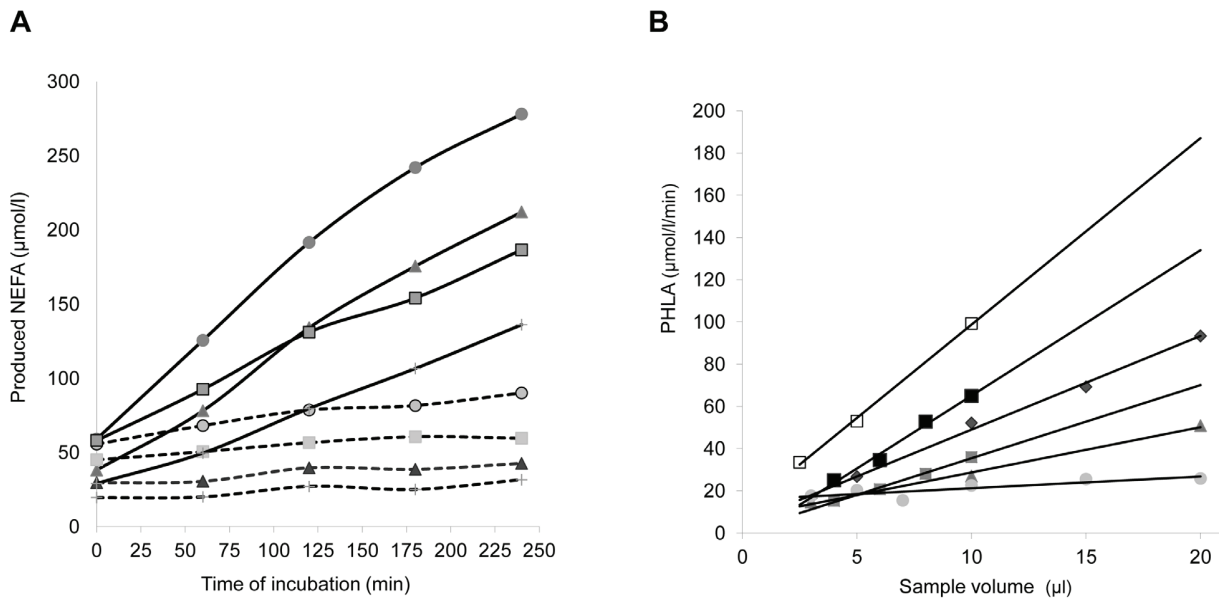 A
Produced NEFA (µmol/l)
300
250
200
150
100
50
0
0 25 50 75 100 125 150 175 200 225 250
Time of incubation (min)
B
PHLA (µmol/l/min)
200
180
160
140
120
100
80
60
40
20
0
0 5 10 15 20
Sample volume (µl)